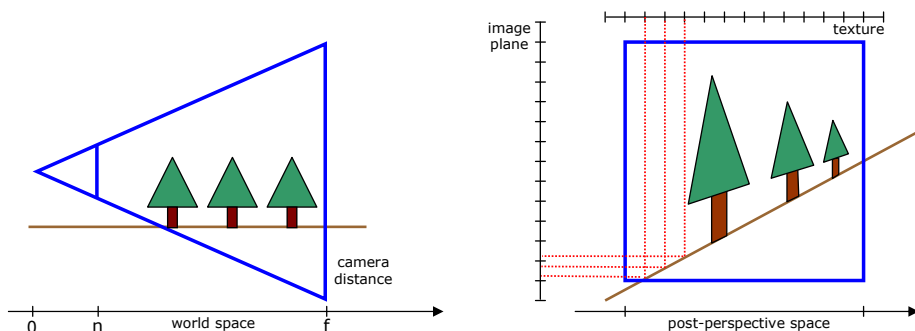 camera
distance
0
n
world space
f
image
plane
texture
post-perspective space